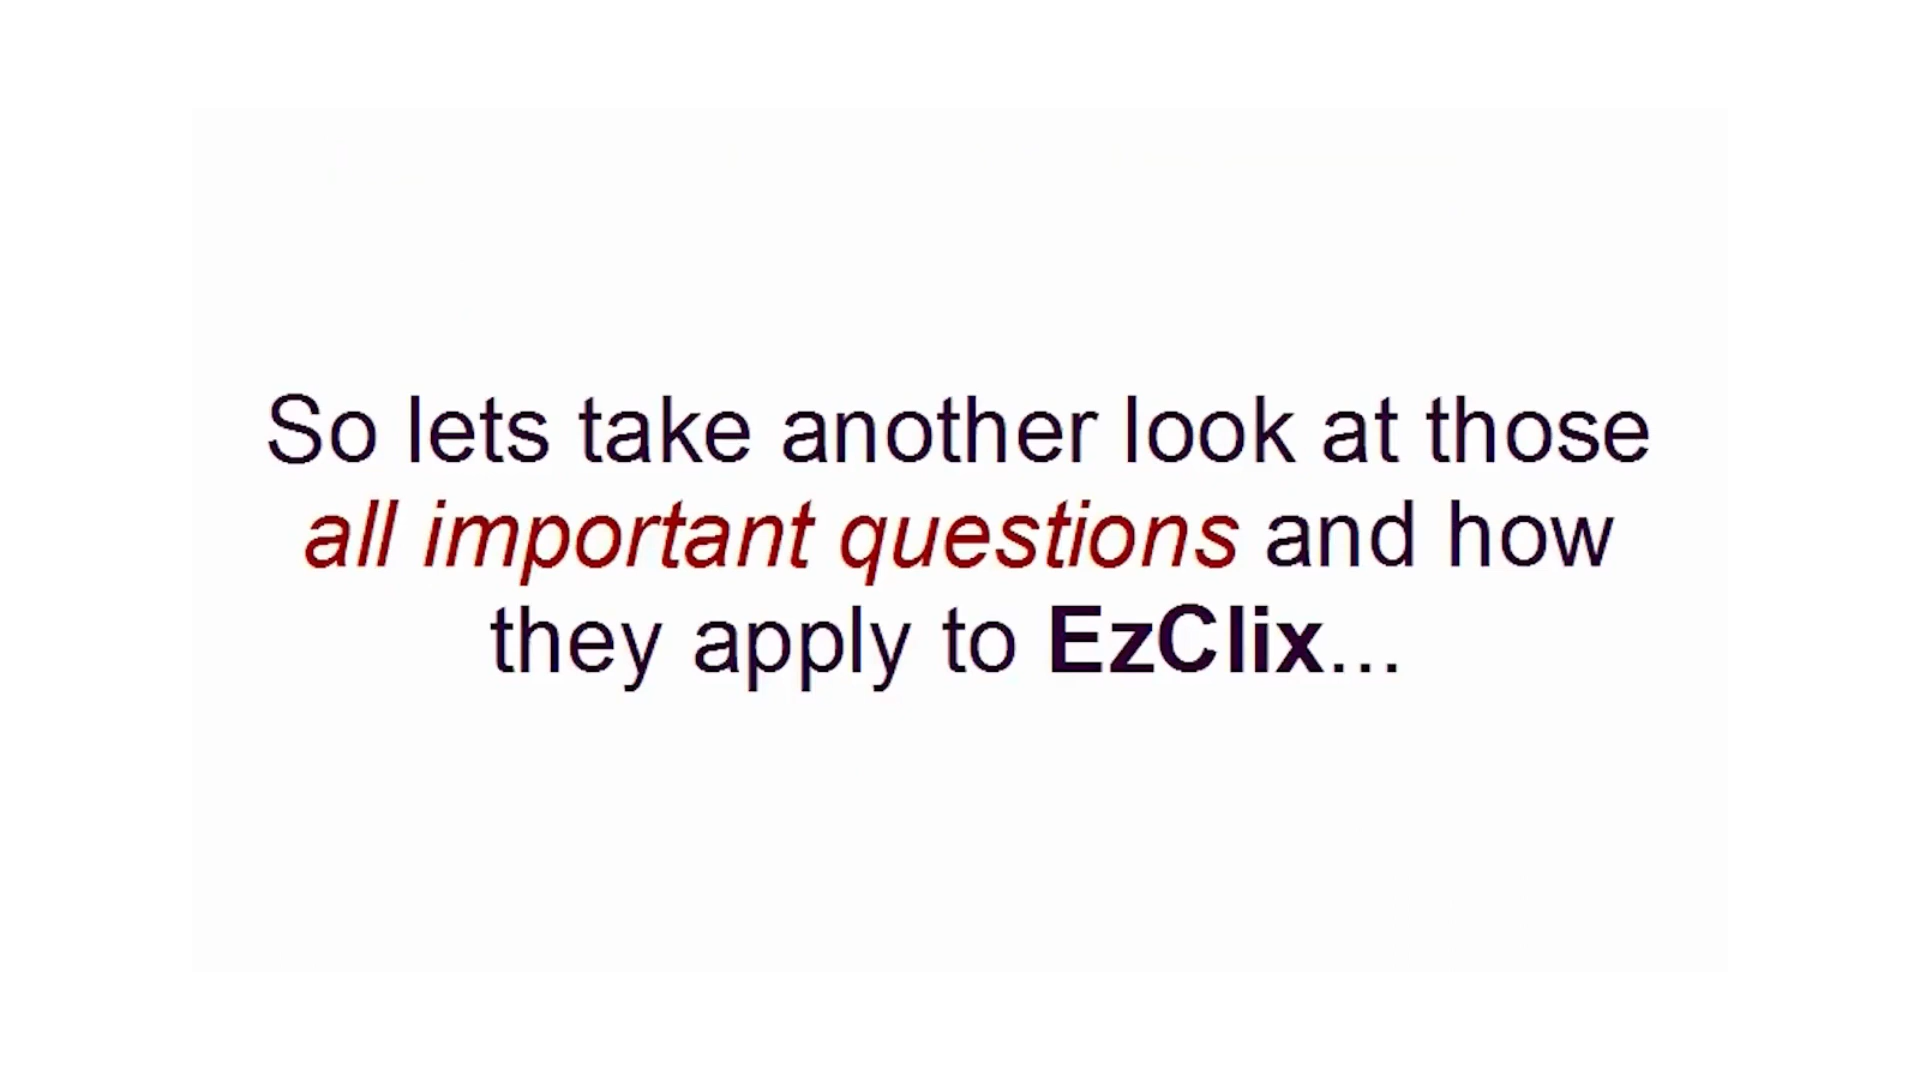 So lets take another look at those
all important questions and how
they apply to EzClix...